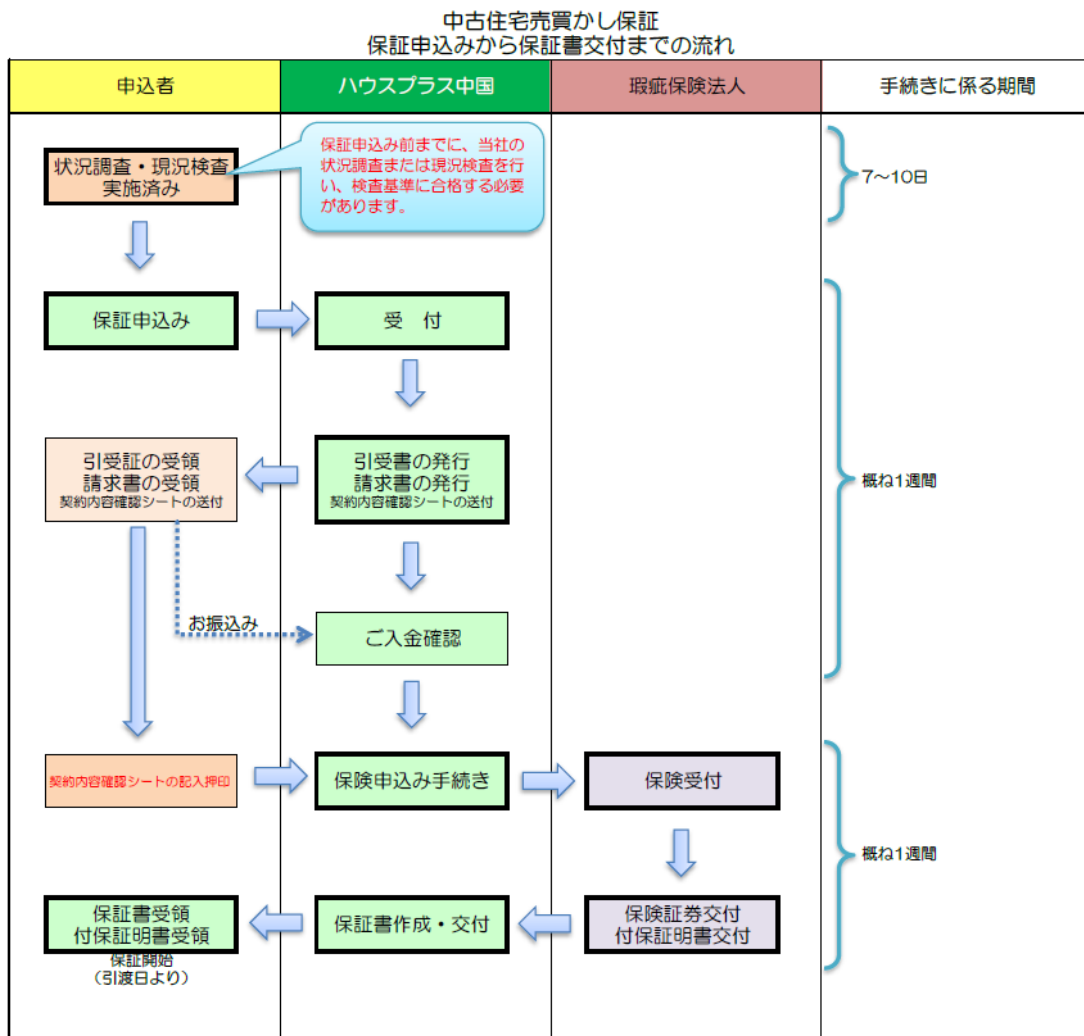 中古住宅売買かし保証
保証申込みから保証書交付までの流れ
申込者
ハウスプラス中国
瑕疵保険法人
手続きに係る期間
状況調査・現況検査
実施済み
保証申込み前までに、当社の
状況調査または現況検査を行
い、検査基準に合格する必要
があります。
7～10日
保証申込み
受　付
引受証の受領
請求書の受領
契約内容確認シートの送付
引受書の発行
請求書の発行
契約内容確認シートの送付
概ね1週間
お振込み
ご入金確認
契約内容確認シートの記入押印
保険申込み手続き
保険受付
概ね1週間
保証書受領
付保証明書受領
保証開始
（引渡日より）
保証書作成・交付
保険証券交付
付保証明書交付